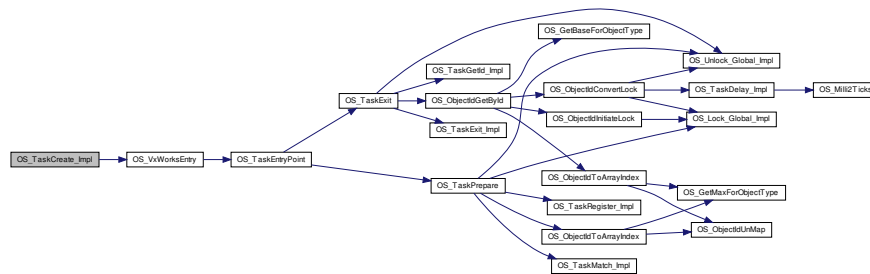 OS_GetBaseForObjectType
OS_Unlock_Global_Impl
OS_TaskGetId_Impl
OS_ObjectIdConvertLock
OS_TaskDelay_Impl
OS_Milli2Ticks
OS_TaskExit
OS_ObjectIdGetById
OS_ObjectIdInitiateLock
OS_Lock_Global_Impl
OS_TaskExit_Impl
OS_TaskCreate_Impl
OS_VxWorksEntry
OS_TaskEntryPoint
OS_ObjectIdToArrayIndex
OS_TaskPrepare
OS_GetMaxForObjectType
OS_TaskRegister_Impl
OS_ObjectIdUnMap
OS_ObjectIdToArrayIndex
OS_TaskMatch_Impl